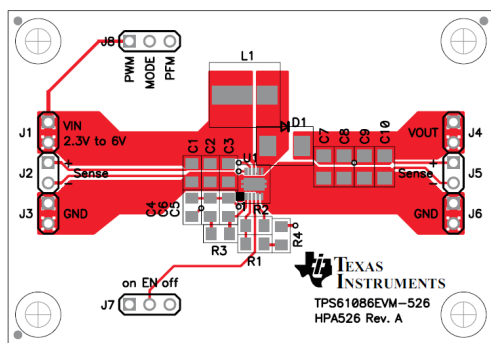 L1
J8
PWM
MODE
PFM
D1
J1
VIN
2.3V to 6V
C1
C2
C3
C7
C8
C9
C10
VOUT
J4
U1
J2
+
Sense
−
Sense
+
−
J5
J3
GND
C4
C6
C5
R2
R4
GND
J6
R3
R1
on EN off
J7
TEXAS
INSTRUMENTS
TPS61086EVM-526
HPA526 Rev. A